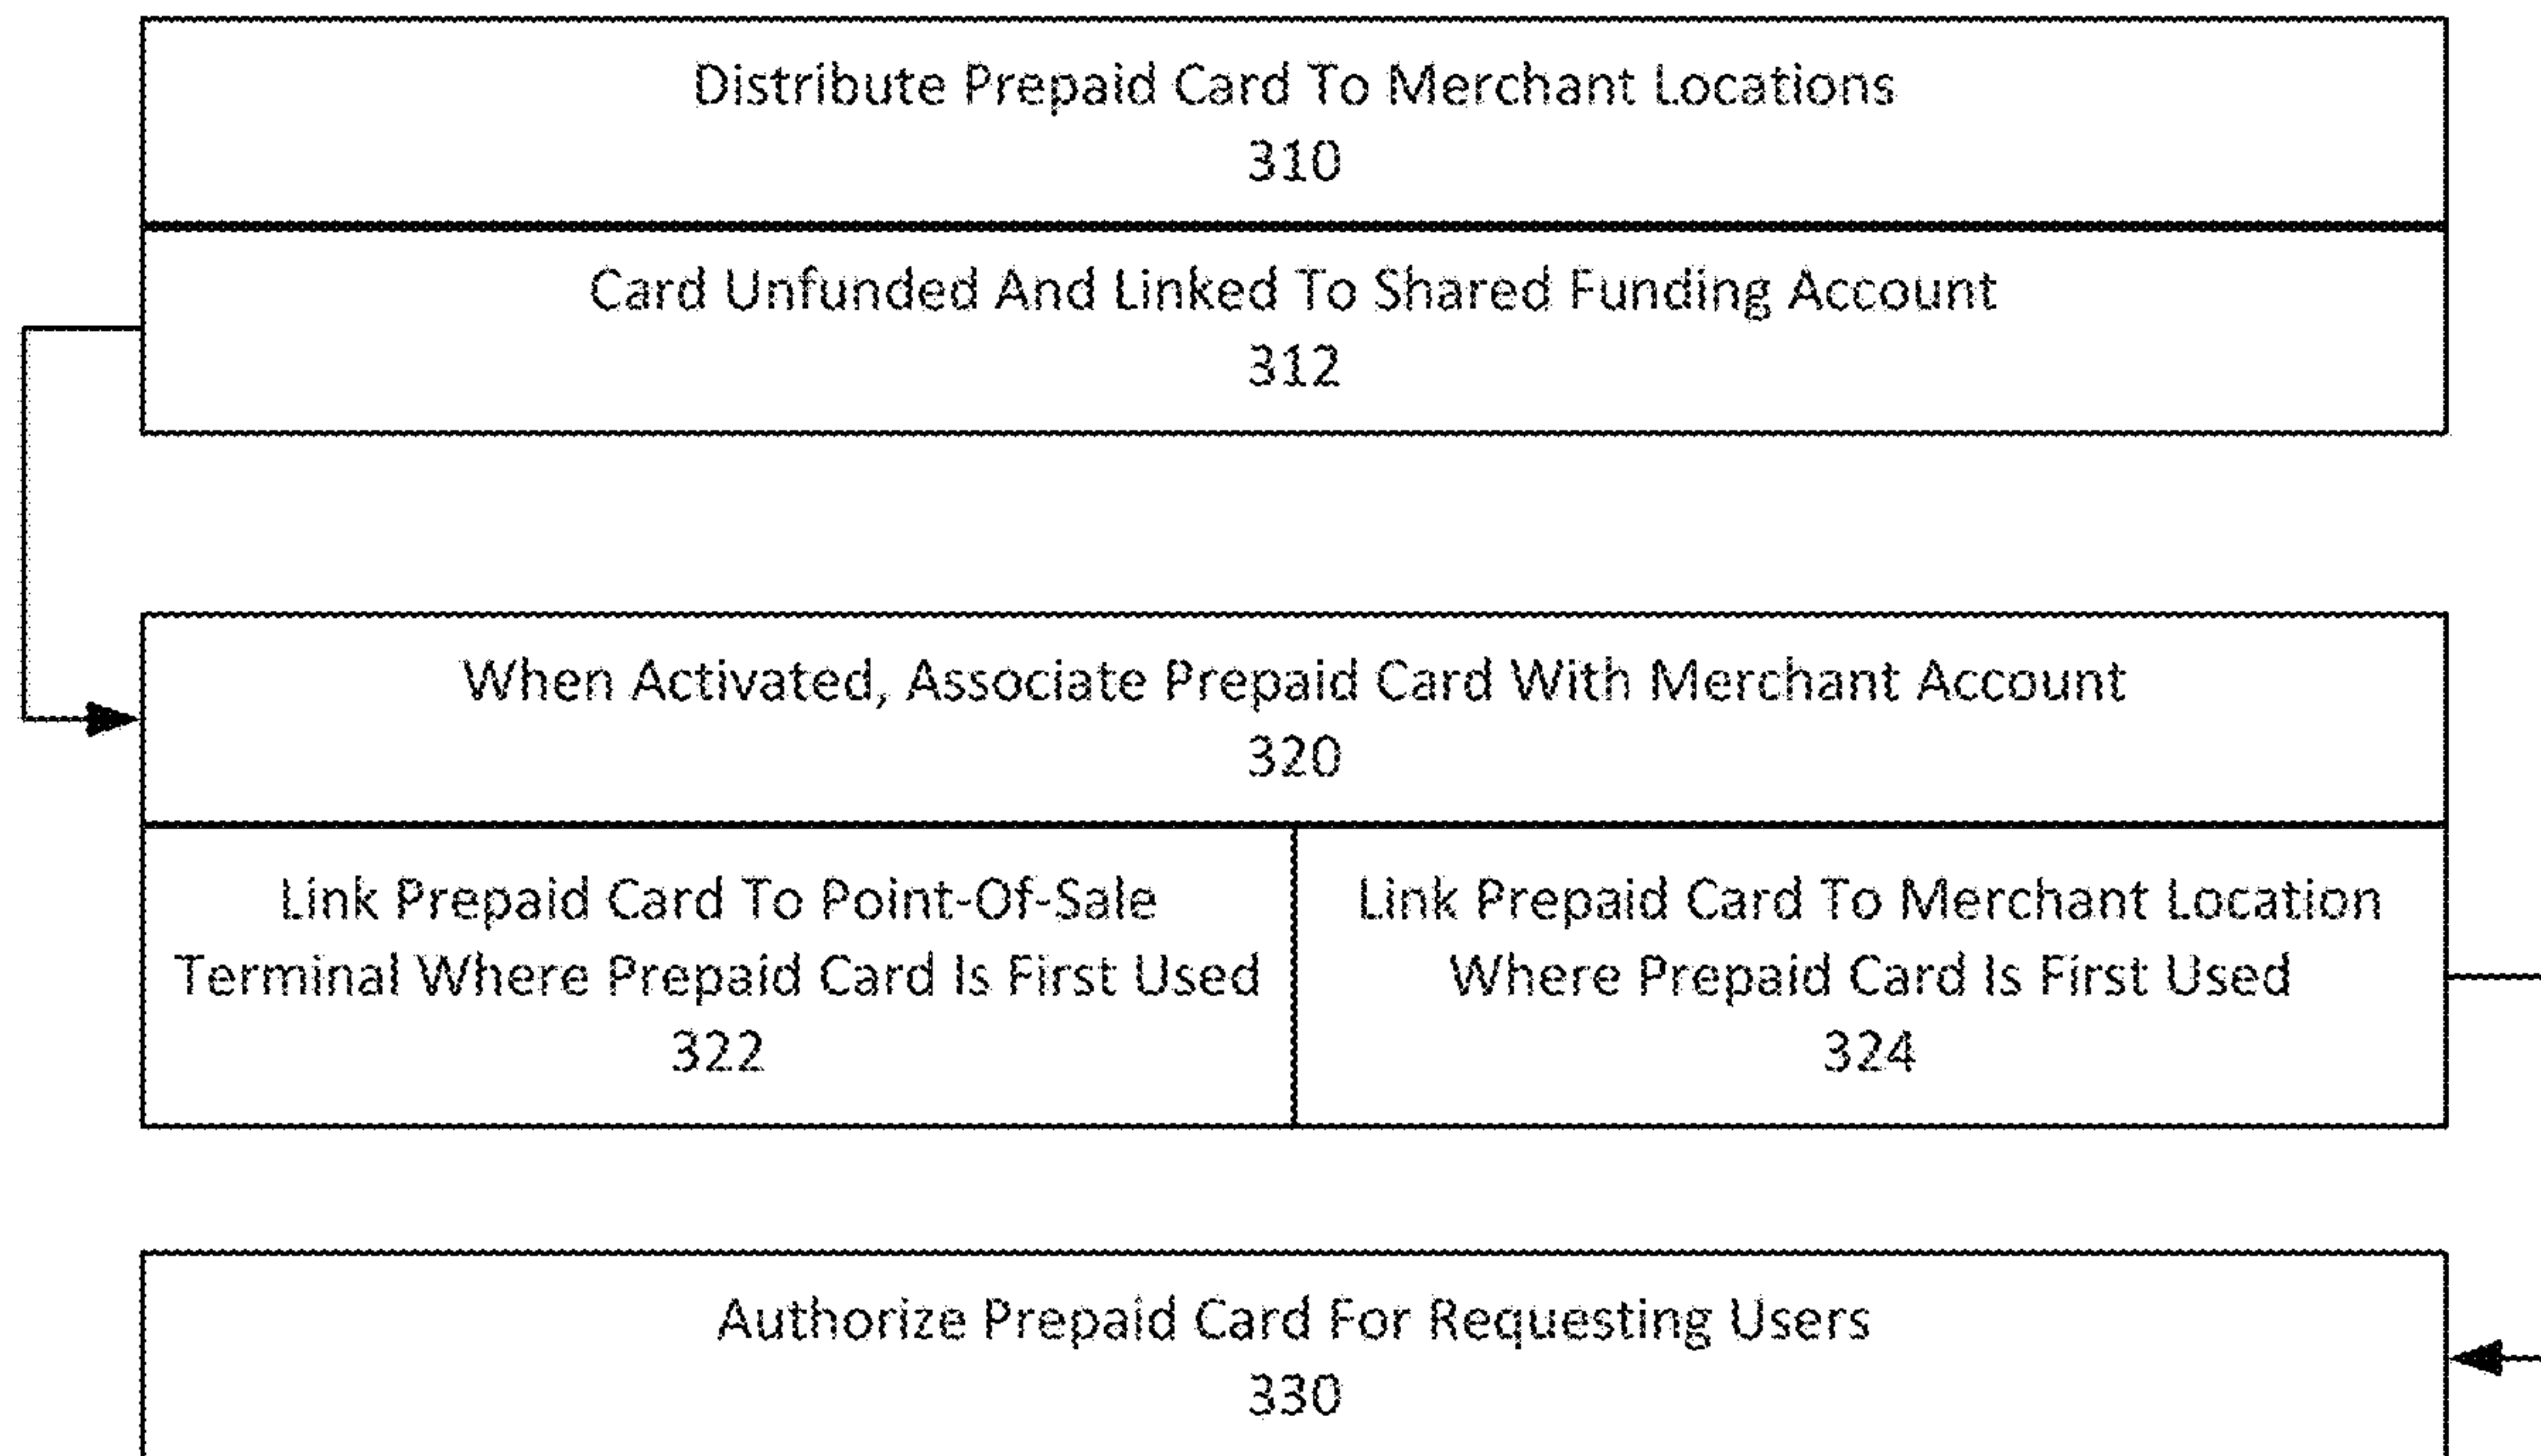 Distribute Prepaid Card To Merchant Locations
310
Card Unfunded And Linked To Shared Funding Account
312
When Activated, Associate Prepaid Card With Merchant Account
320
Link Prepaid Card To Point-Of-Sale
Terminal Where Prepaid Card Is First Used
322
Link Prepaid Card To Merchant Location
Where Prepaid Card Is First Used
324
Authorize Prepaid Card For Requesting Users
330